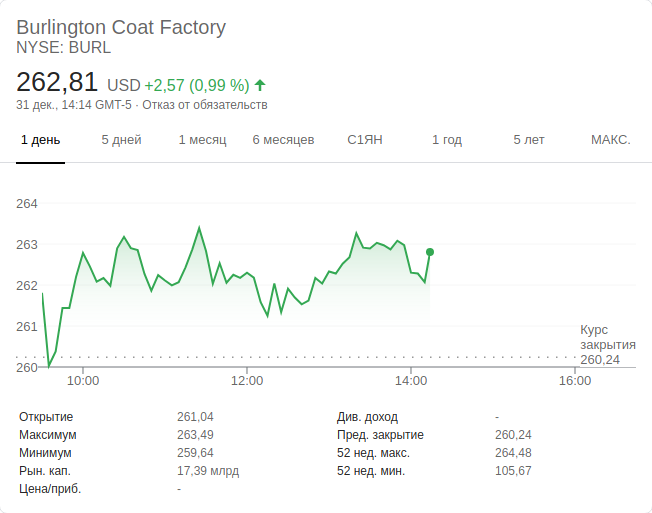 Burlington Coat Factory
NYSE: BURL
262,81 USD +2,57 (0,99 %)
31 дек., 14:14 GMT-5 · Отказ от обязательств
1 день 5 дней 1 месяц 6 месяцев С1ЯН 1 год 5 лет МАКС.
264
263
262
261
260
Курс
закрытия
260,24
10:00 12:00 14:00 16:00
Открытие 261,04 Див. доход -
Максимум 263,49 Пред. закрытие 260,24
Минимум 259,64 52 нед. макс. 264,48
Рын. кап. 17,39 млрд 52 нед. мин. 105,67
Цена/приб. -